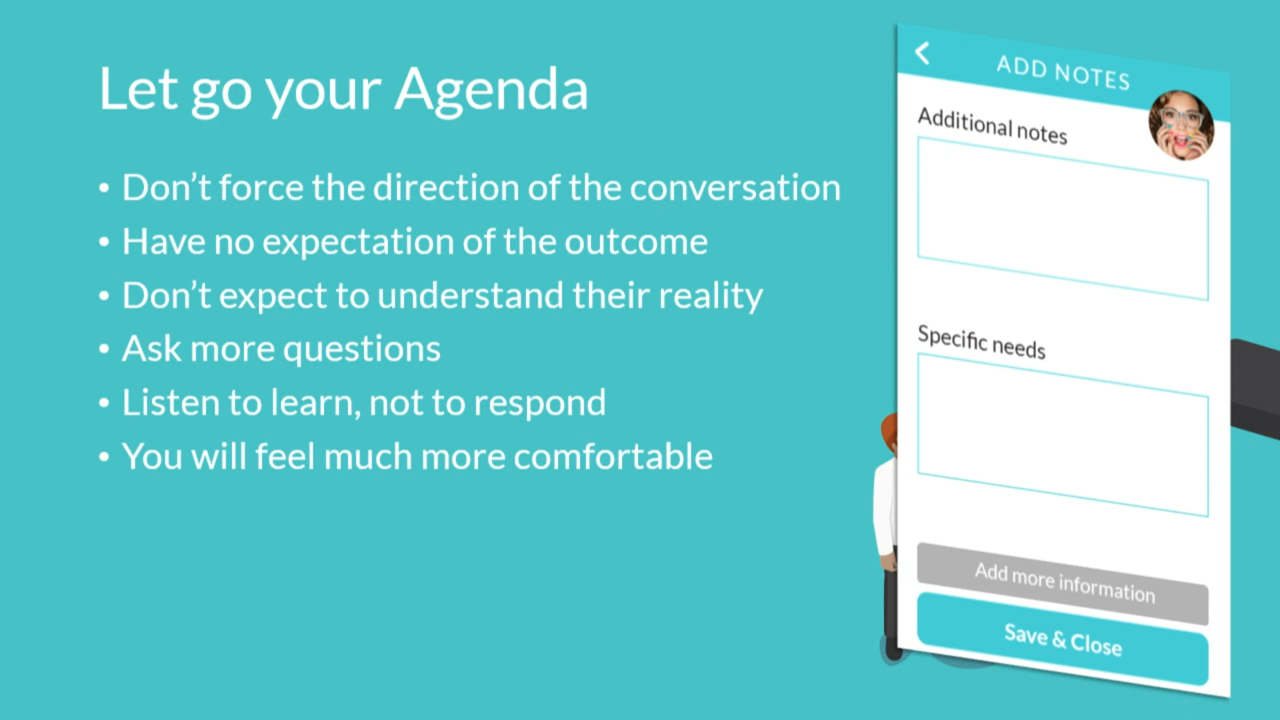 Let go your Agenda
• Don’t force the direction of the conversation
• Have no expectation of the outcome
• Don’t expect to understand their reality
• Ask more questions
• Listen to learn, not to respond
• You will feel much more comfortable
ADD NOTES
Additional notes
Specific needs
Add more information
Save & Close